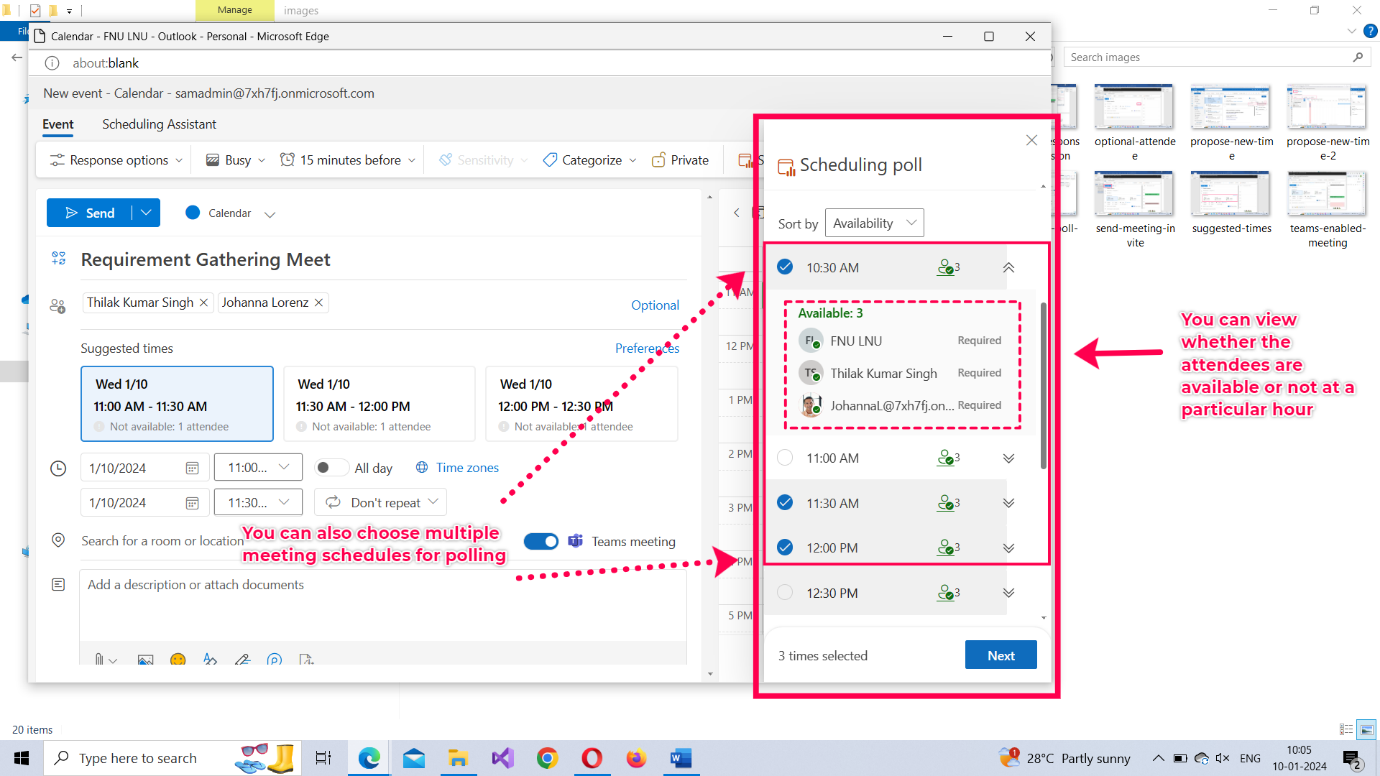 Manage
images
File
Calendar - FNU LNU - Outlook - Personal - Microsoft Edge
about:blank
New event - Calendar - samadmin@7xh7fj.onmicrosoft.com
Event
Scheduling Assistant
Response options
Busy
15 minutes before
Sensitivity
Categorize
Private
S
Send
Calendar
Requirement Gathering Meet
Thilak Kumar Singh
Johanna Lorenz
Optional
Suggested times
Preferences
Wed 1/10
11:00 AM - 11:30 AM
Not available: 1 attendee
Wed 1/10
11:30 AM - 12:00 PM
Not available: 1 attendee
Wed 1/10
12:00 PM - 12:30 PM
Not available: 1 attendee
1/10/2024
11:00...
All day
Time zones
1/10/2024
11:30...
Don't repeat
Search for a room or location
You can also choose multiple
meeting schedules for polling
Teams meeting
Add a description or attach documents
11 AM
12 PM
1 PM
2 PM
3 PM
PM
5 PM
Scheduling poll
Sort by
Availability
10:30 AM
3
Available: 3
FNU LNU
Required
TS
Thilak Kumar Singh
Required
JohannaL@7xh7fj.on...
Required
11:00 AM
3
11:30 AM
3
12:00 PM
3
12:30 PM
3
3 times selected
Next
You can view
whether the
attendees are
available or not at a
particular hour
Search images
optional-attende
e
propose-new-tim
e
propose-new-ti
me-2
send-meeting-in
vite
suggested-times
teams-enabled-
meeting
20 items
Type here to search
1
28°C Partly sunny
ENG
10:05
10-01-2024
2